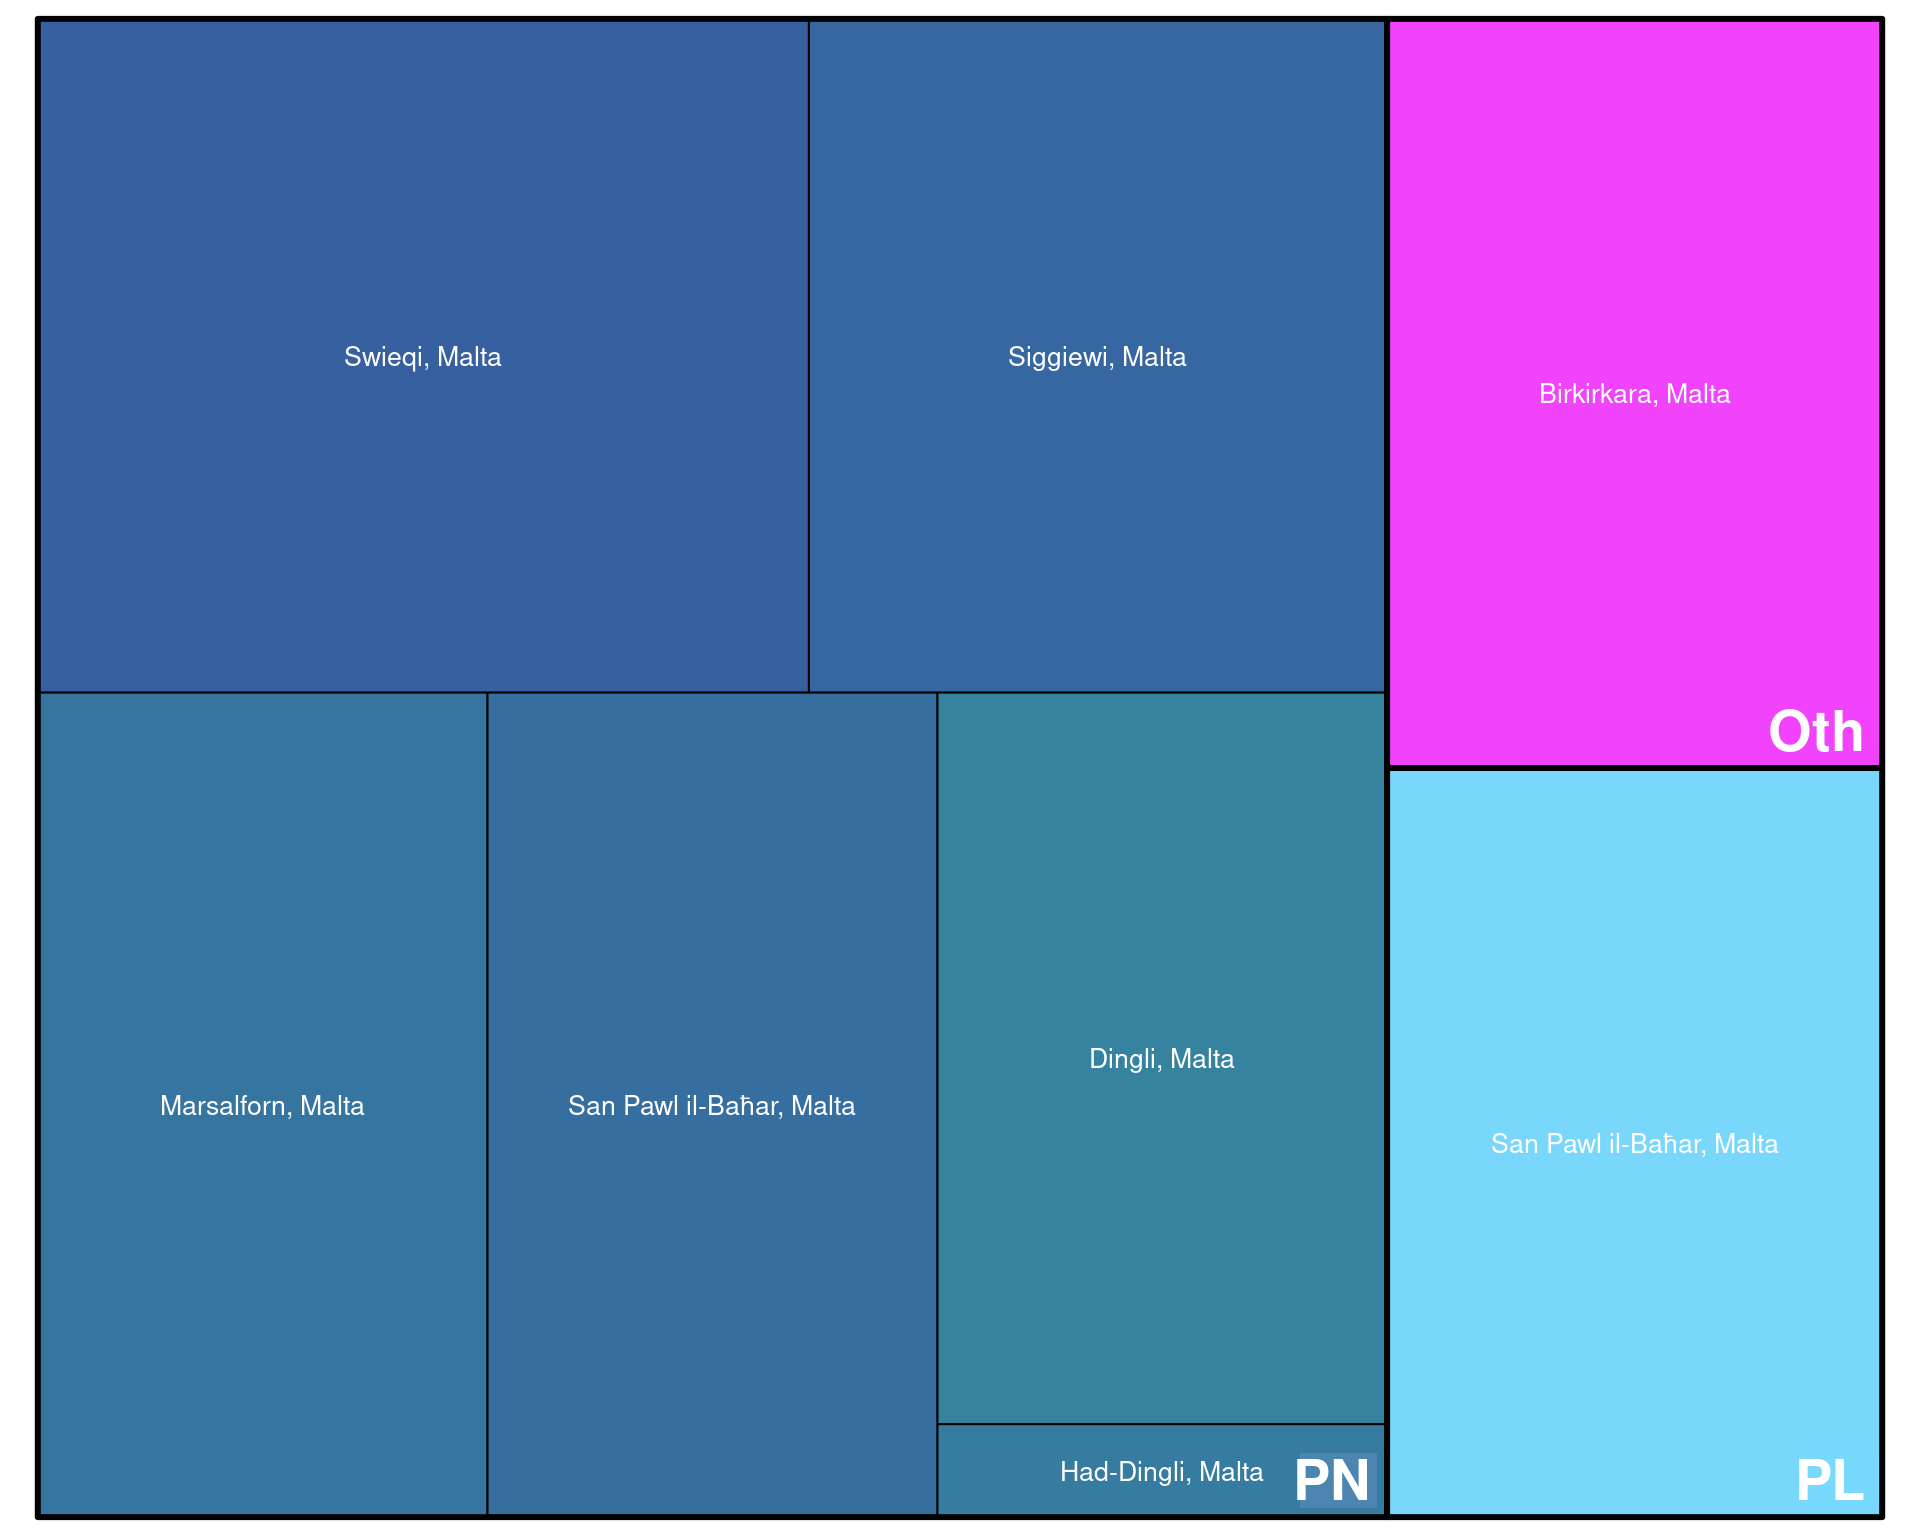 Swieqi, Malta
Siggiewi, Malta
Birkirkara, Malta
Oth
Marsalforn, Malta
San Pawl il-Baħar, Malta
Dingli, Malta
Had-Dingli, Malta
PN
San Pawl il-Baħar, Malta
PL